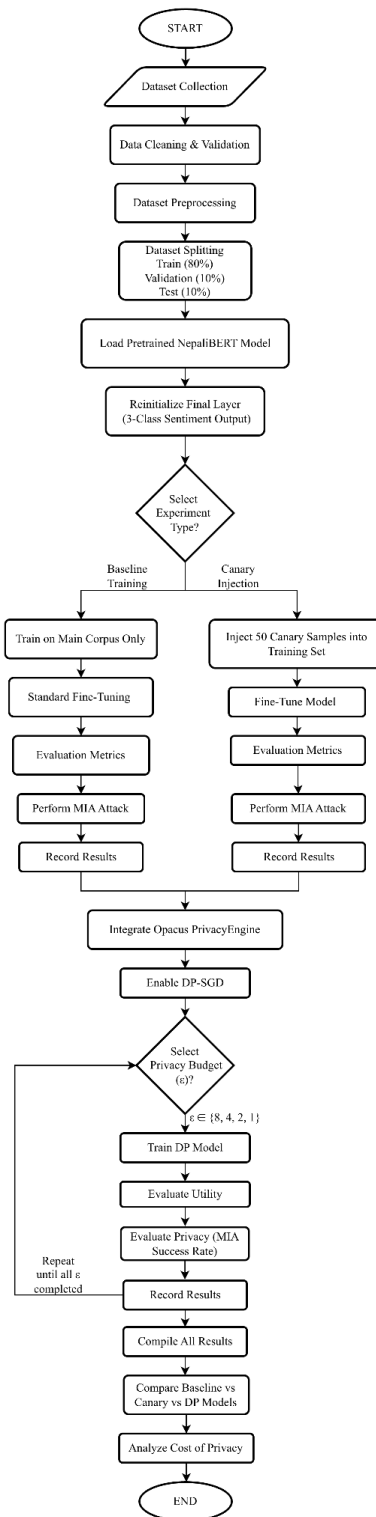 START
Dataset Collection
Data Cleaning & Validation
Dataset Preprocessing
Dataset Splitting
Train (80%)
Validation (10%)
Test (10%)
Load Pretrained NepaliBERT Model
Reinitialize Final Layer
(3-Class Sentiment Output)
Select
Experiment
Type?
Baseline
Training
Canary
Injection
Train on Main Corpus Only
Standard Fine-Tuning
Evaluation Metrics
Perform MIA Attack
Record Results
Inject 50 Canary Samples into
Training Set
Fine-Tune Model
Evaluation Metrics
Perform MIA Attack
Record Results
Integrate Opacus PrivacyEngine
Enable DP-SGD
Select
Privacy Budget
(ε)?
ε ∈ {8, 4, 2, 1}
Train DP Model
Evaluate Utility
Evaluate Privacy (MIA
Success Rate)
Repeat
until all ε
completed
Record Results
Compile All Results
Compare Baseline vs
Canary vs DP Models
Analyze Cost of Privacy
END